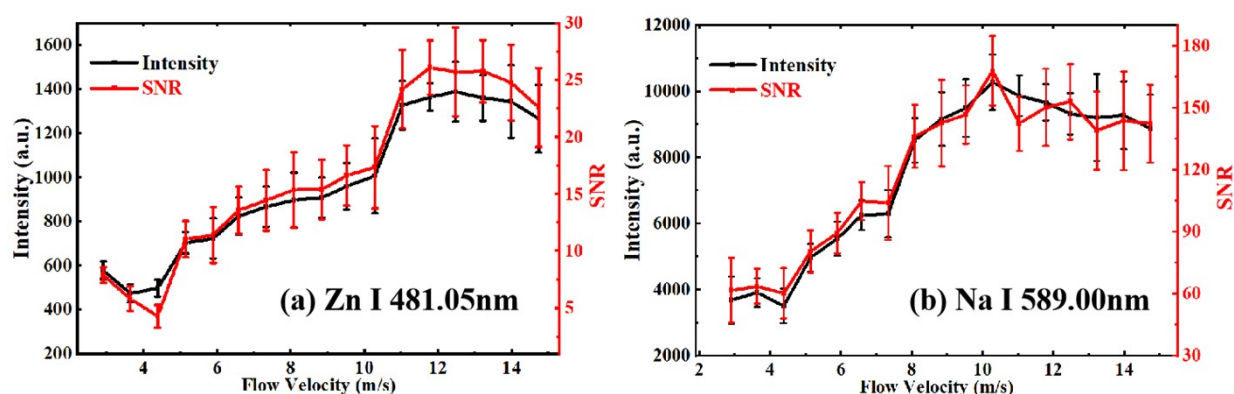 1600
1400
1200
1000
800
600
400
200
Intensity (a.u.)
Intensity
SNR
30
25
20
15
10
5
SNR
(a) Zn I 481.05nm
4 6 8 10 12 14
Flow Velocity (m/s)
12000
10000
8000
6000
4000
2000
Intensity (a.u.)
Intensity
SNR
180
150
120
90
60
30
SNR
(b) Na I 589.00nm
2 4 6 8 10 12 14
Flow Velocity (m/s)